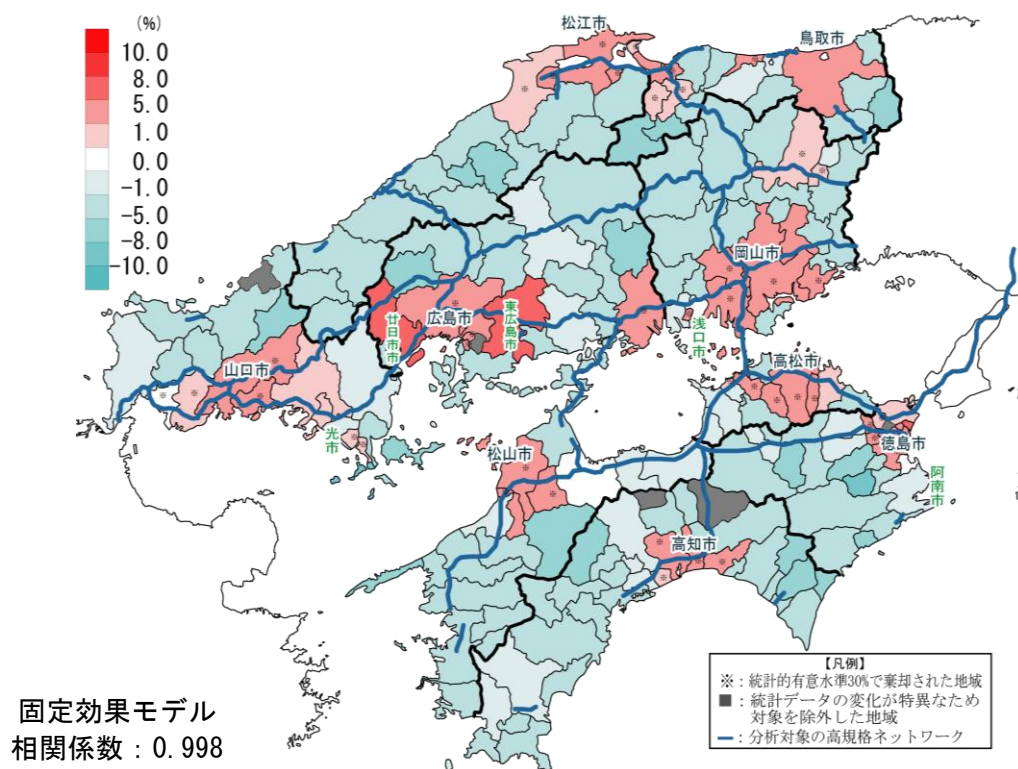 (%)
10.0
8.0
5.0
1.0
0.0
-1.0
-5.0
-8.0
-10.0
松江市
鳥取市
岡山市
広島市
東広島市
廿日市市
浅口市
山口市
光市
高松市
松山市
徳島市
阿南市
高知市
固定効果モデル
相関係数：0.998
【凡例】
※：統計的有意水準30%で棄却された地域
■：統計データの変化が特異なため
対象を除外した地域
━：分析対象の高規格ネットワーク